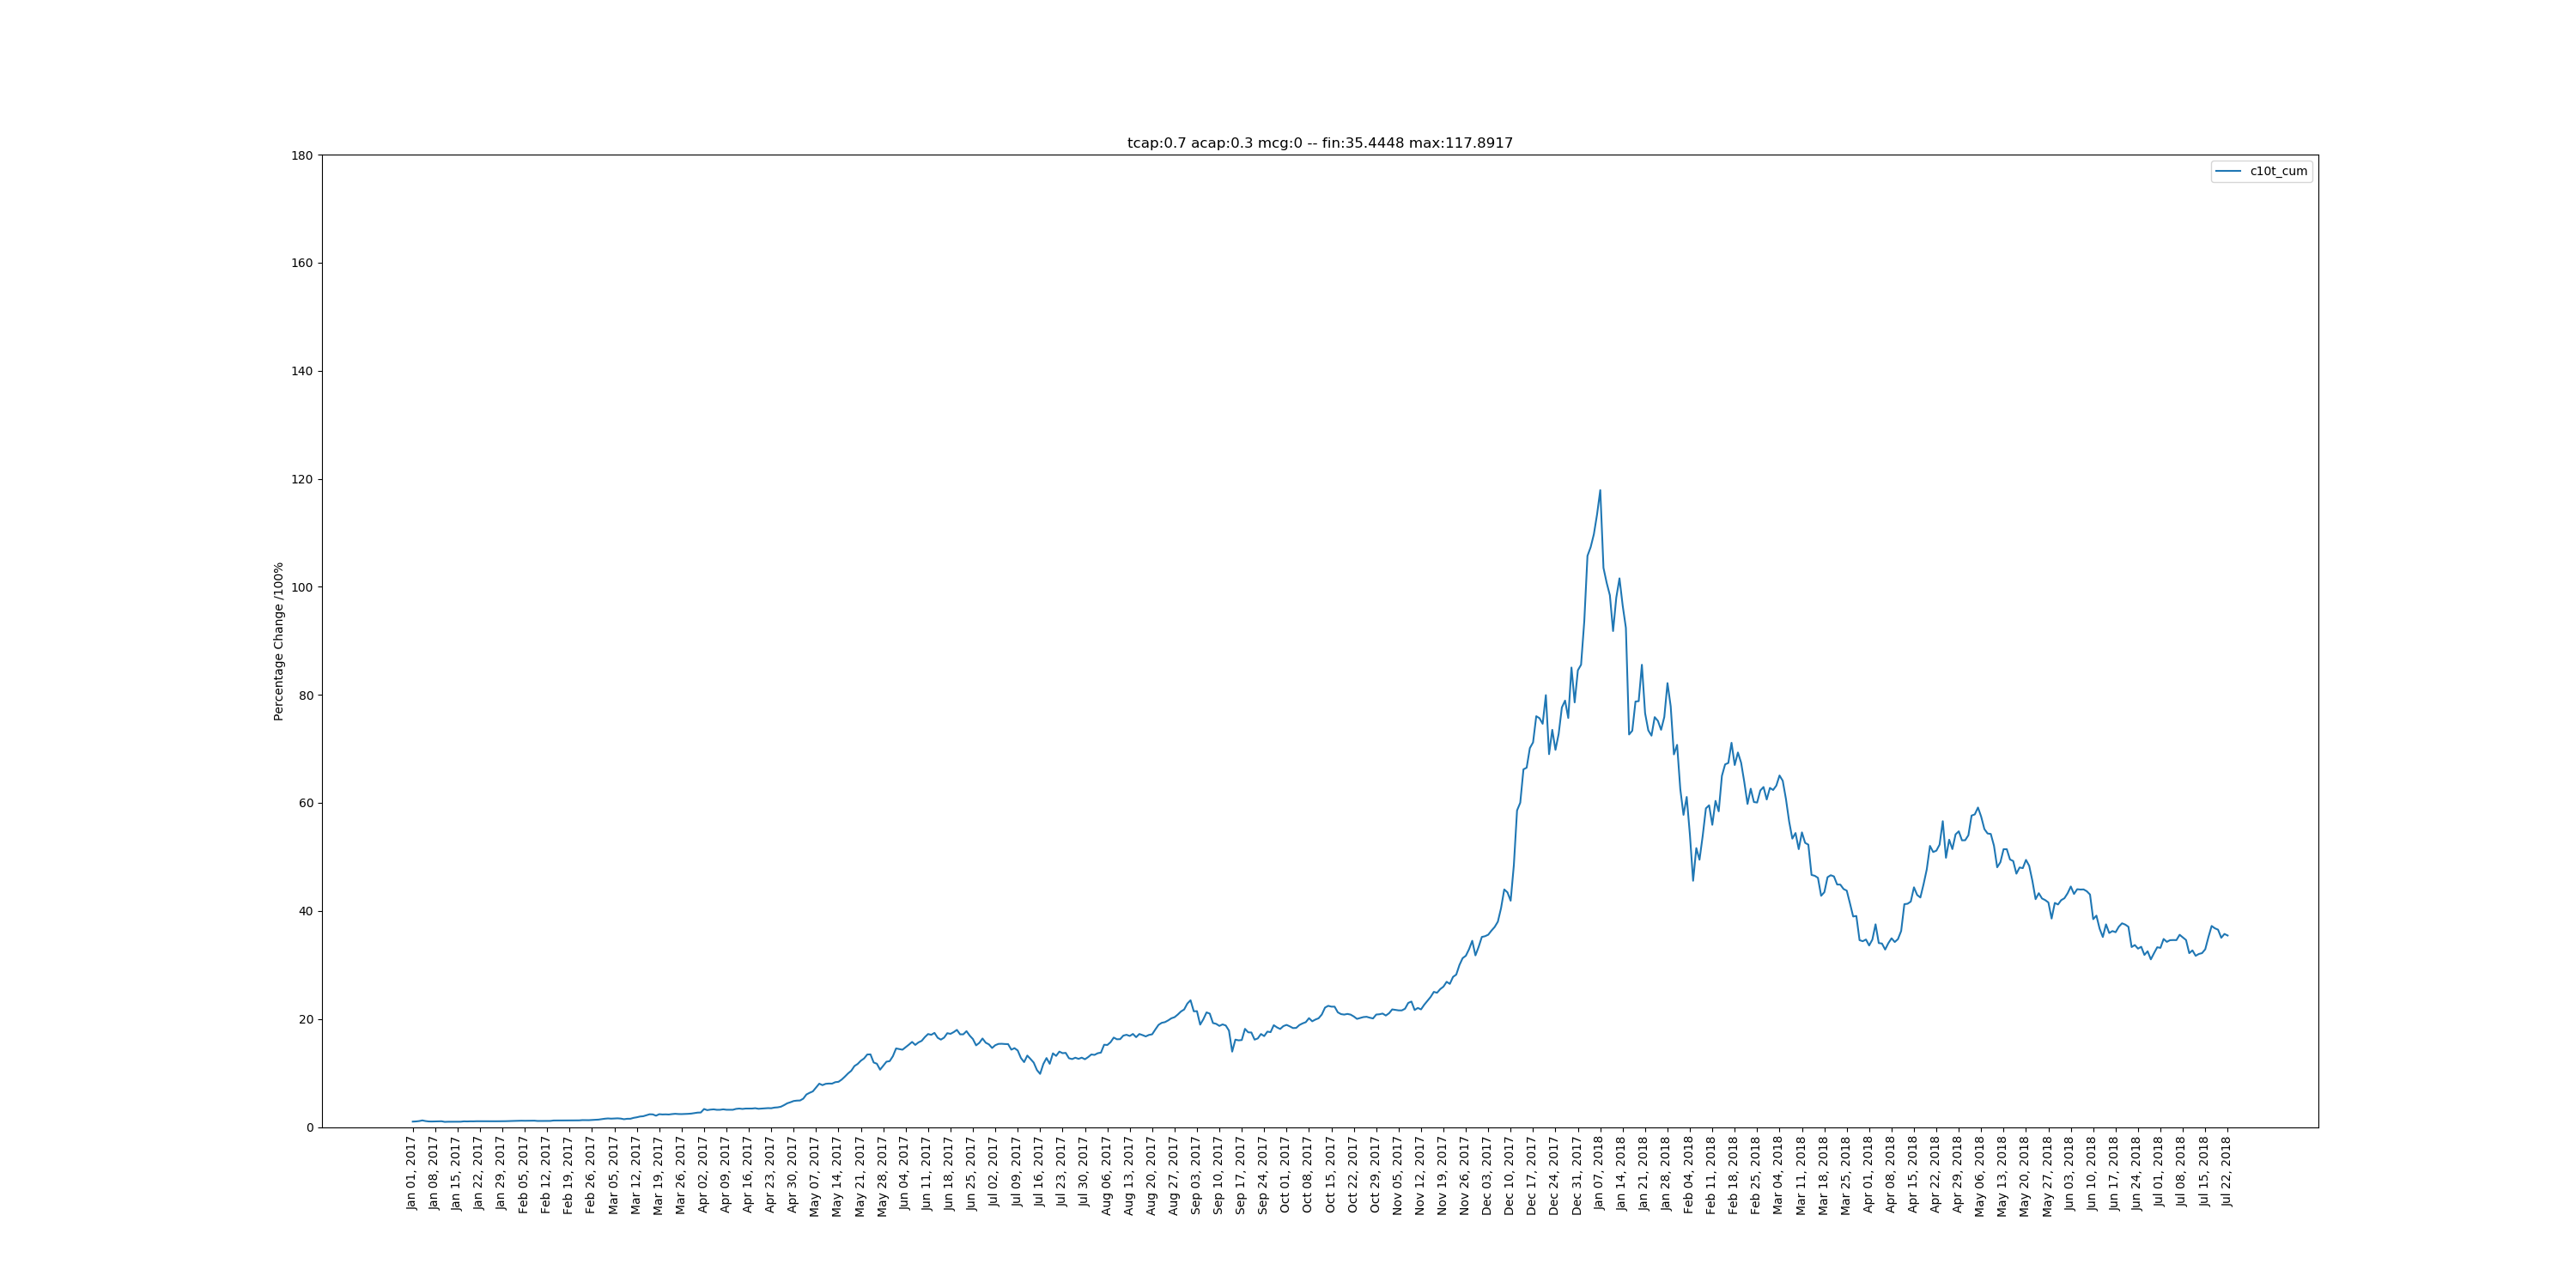 tcap:0.7 acap:0.3 mcg:0 -- fin:35.4448 max:117.8917
c10t_cum
Percentage Change /100%
180
160
140
120
100
80
60
40
20
0
Jan 01, 2017
Jan 08, 2017
Jan 15, 2017
Jan 22, 2017
Jan 29, 2017
Feb 05, 2017
Feb 12, 2017
Feb 19, 2017
Feb 26, 2017
Mar 05, 2017
Mar 12, 2017
Mar 19, 2017
Mar 26, 2017
Apr 02, 2017
Apr 09, 2017
Apr 16, 2017
Apr 23, 2017
Apr 30, 2017
May 07, 2017
May 14, 2017
May 21, 2017
May 28, 2017
Jun 04, 2017
Jun 11, 2017
Jun 18, 2017
Jun 25, 2017
Jul 02, 2017
Jul 09, 2017
Jul 16, 2017
Jul 23, 2017
Jul 30, 2017
Aug 06, 2017
Aug 13, 2017
Aug 20, 2017
Aug 27, 2017
Sep 03, 2017
Sep 10, 2017
Sep 17, 2017
Sep 24, 2017
Oct 01, 2017
Oct 08, 2017
Oct 15, 2017
Oct 22, 2017
Oct 29, 2017
Nov 05, 2017
Nov 12, 2017
Nov 19, 2017
Nov 26, 2017
Dec 03, 2017
Dec 10, 2017
Dec 17, 2017
Dec 24, 2017
Dec 31, 2017
Jan 07, 2018
Jan 14, 2018
Jan 21, 2018
Jan 28, 2018
Feb 04, 2018
Feb 11, 2018
Feb 18, 2018
Feb 25, 2018
Mar 04, 2018
Mar 11, 2018
Mar 18, 2018
Mar 25, 2018
Apr 01, 2018
Apr 08, 2018
Apr 15, 2018
Apr 22, 2018
Apr 29, 2018
May 06, 2018
May 13, 2018
May 20, 2018
May 27, 2018
Jun 03, 2018
Jun 10, 2018
Jun 17, 2018
Jun 24, 2018
Jul 01, 2018
Jul 08, 2018
Jul 15, 2018
Jul 22, 2018